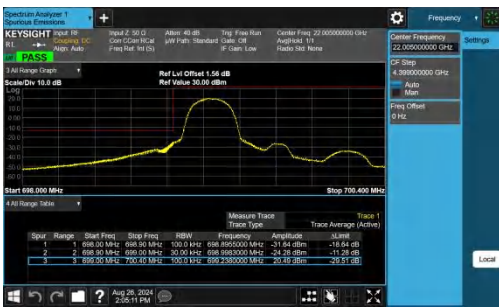 Spectrum Analyzer 1
Spurious Emissions
Frequency
KEYSIGHT Input: RF
Coupling: DC
Align: Auto
Input Z: 50 Ω
Corr CCorr RCal
Freq Ref: Int (S)
Atten: 40 dB
µW Path: Standard
Trig: Free Run
Gate: Off
IF Gain: Low
Center Freq: 22.005000000 GHz
Avg|Hold: 1/1
Radio Std: None
RL
PASS
Center Frequency
22.005000000 GHz
Settings
CF Step
4.399000000 GHz
Auto
Man
Freq Offset
0 Hz
3 All Range Graph
Scale/Div 10.0 dB
Ref Lvl Offset 1.56 dB
Ref Value 30.00 dBm
Log
20.0
10.0
0.00
-10.0
-20.0
-30.0
-40.0
-50.0
-60.0
Start 698.000 MHz
Stop 700.400 MHz
4 All Range Table
Measure Trace Trace 1
Trace Type Trace Average (Active)
Spur Range Start Freq Stop Freq RBW Frequency Amplitude ΔLimit
1 1 698.00 MHz 698.90 MHz 100.0 kHz 698.8955000 MHz -31.64 dBm -18.64 dB
2 2 698.90 MHz 699.00 MHz 30.00 kHz 698.9983000 MHz -24.28 dBm -11.28 dB
3 3 699.00 MHz 700.40 MHz 100.0 kHz 699.2380000 MHz 20.49 dBm -29.51 dB
Local
Aug 26, 2024
2:05:11 PM